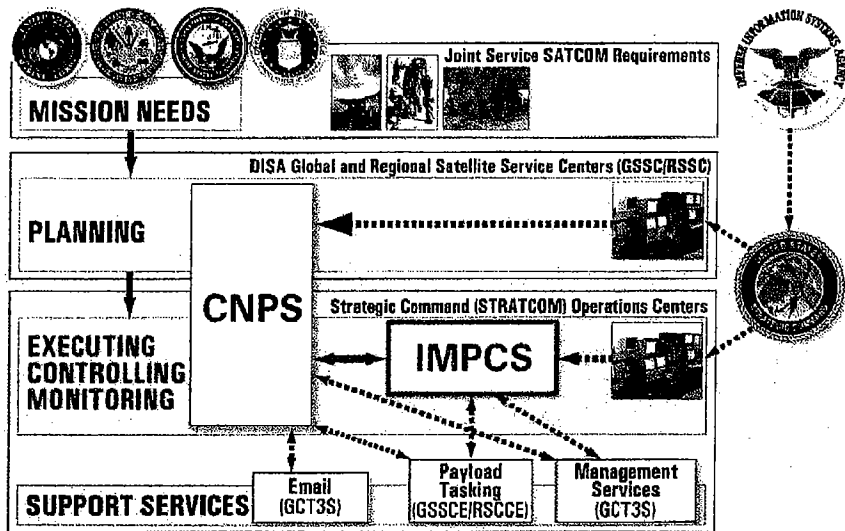 Joint Service SATCOM Requirements
DEFENSE INFORMATION SYSTEMS AGENCY
MISSION NEEDS
DISA Global and Regional Satellite Service Centers (GSSC/RSSC)
PLANNING
UNITED STATES
CNPS
Strategic Command (STRATCOM) Operations Centers
EXECUTING
CONTROLLING
MONITORING
IMPCS
SUPPORT SERVICES
Email
(GCT3S)
Payload
Tasking
(GSSCE/RSCCE)
Management
Services
(GCT3S)